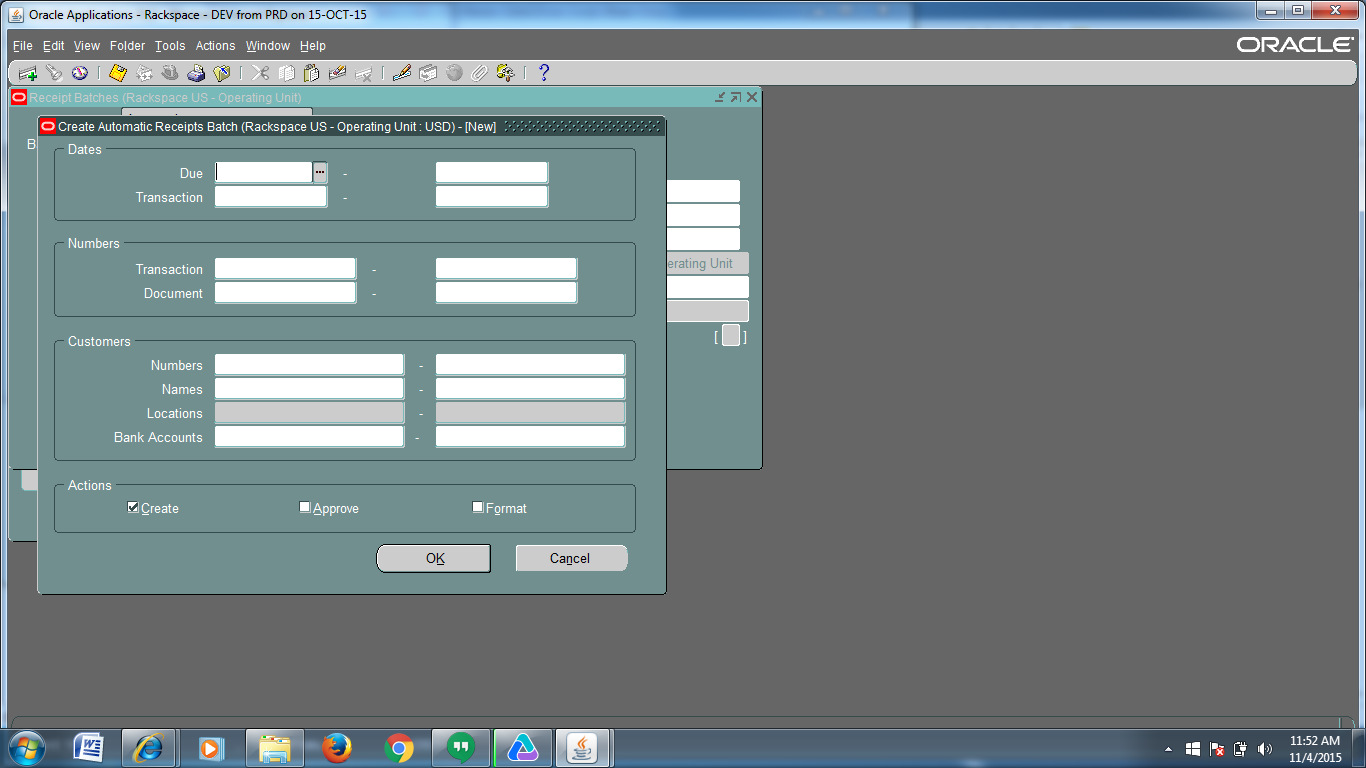 Oracle Applications - Rackspace - DEV from PRD on 15-OCT-15
File Edit View Folder Tools Actions Window Help
ORACLE
Receipt Batches (Rackspace US - Operating Unit)
Create Automatic Receipts Batch (Rackspace US - Operating Unit : USD) - [New]
Dates
Due -
Transaction -
Numbers
Transaction -
Document -
erating Unit
[ ]
Customers
Numbers -
Names -
Locations -
Bank Accounts -
Actions
Create Approve Format
OK Cancel
11:52 AM
11/4/2015